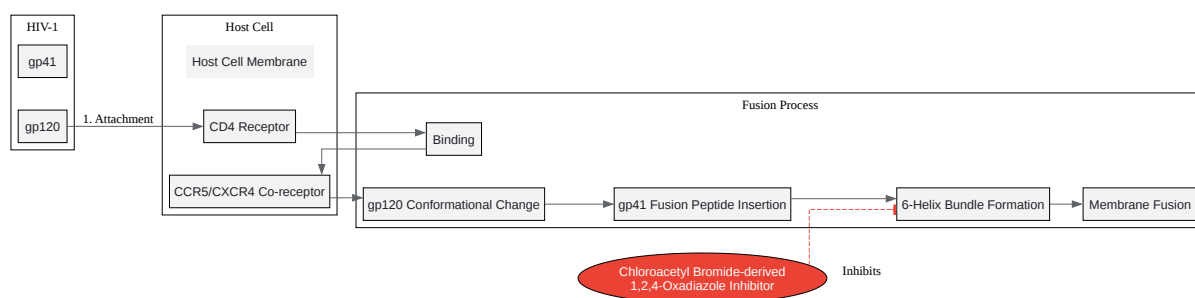 HIV-1
gp41
gp120
1. Attachment
Host Cell
Host Cell Membrane
CD4 Receptor
CCR5/CXCR4 Co-receptor
Fusion Process
Binding
gp120 Conformational Change
gp41 Fusion Peptide Insertion
6-Helix Bundle Formation
Membrane Fusion
Chloroacetyl Bromide-derived
1,2,4-Oxadiazole Inhibitor
Inhibits